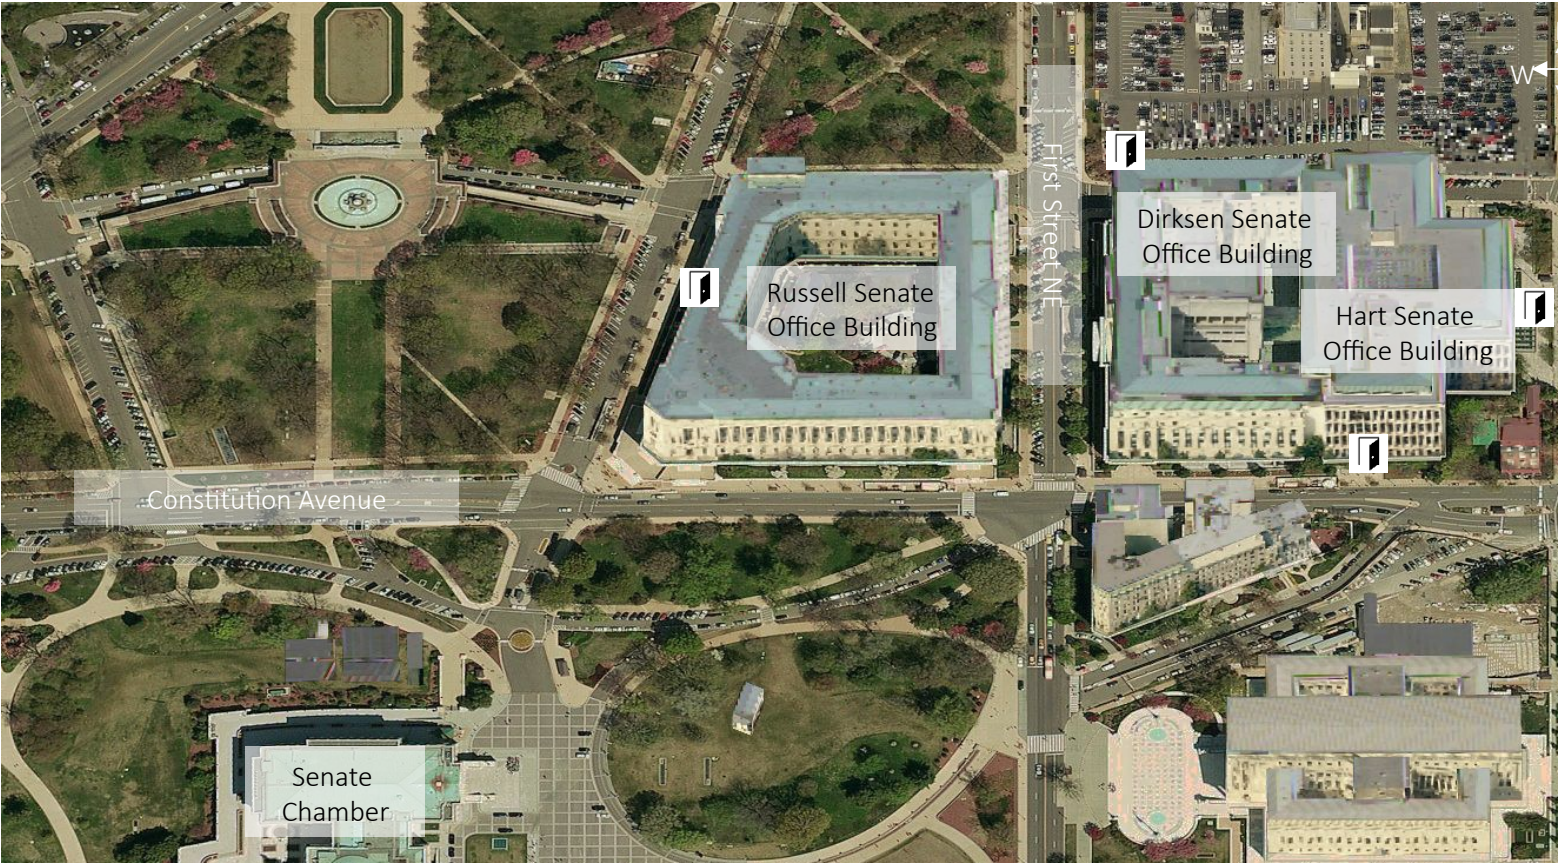 W
Dirksen Senate
Office Building
First Street NE
Russell Senate
Office Building
Hart Senate
Office Building
Constitution Avenue
Senate
Chamber